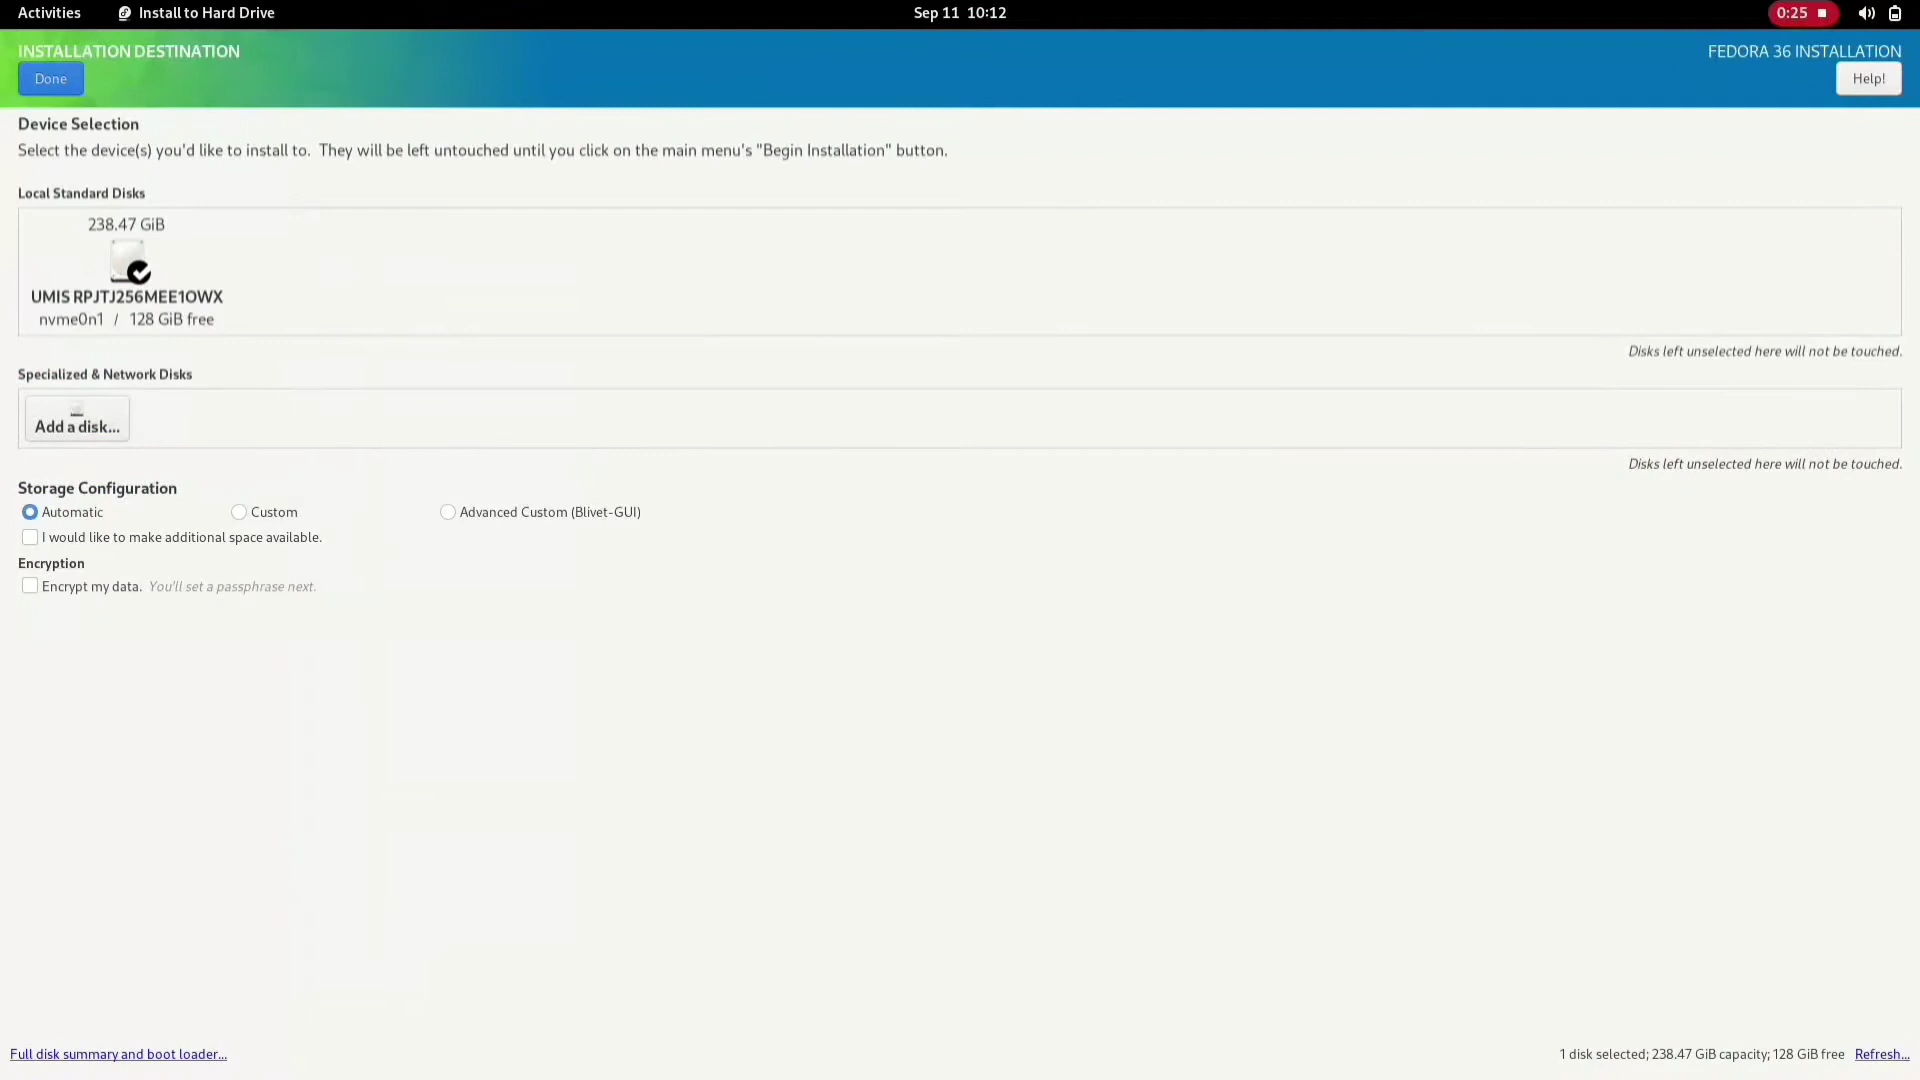 Activities Install to Hard Drive Sep 11 10:12 0:25
INSTALLATION DESTINATION FEDORA 36 INSTALLATION
Done Help!
Device Selection
Select the device(s) you'd like to install to. They will be left untouched until you click on the main menu's "Begin Installation" button.
Local Standard Disks
238.47 GiB
UMIS RPJTJ256MEE1OWX
nvme0n1 / 128 GiB free
Disks left unselected here will not be touched.
Specialized & Network Disks
Add a disk...
Disks left unselected here will not be touched.
Storage Configuration
Automatic Custom Advanced Custom (Blivet-GUI)
I would like to make additional space available.
Encryption
Encrypt my data. You'll set a passphrase next.
Full disk summary and boot loader... 1 disk selected; 238.47 GiB capacity; 128 GiB free Refresh...